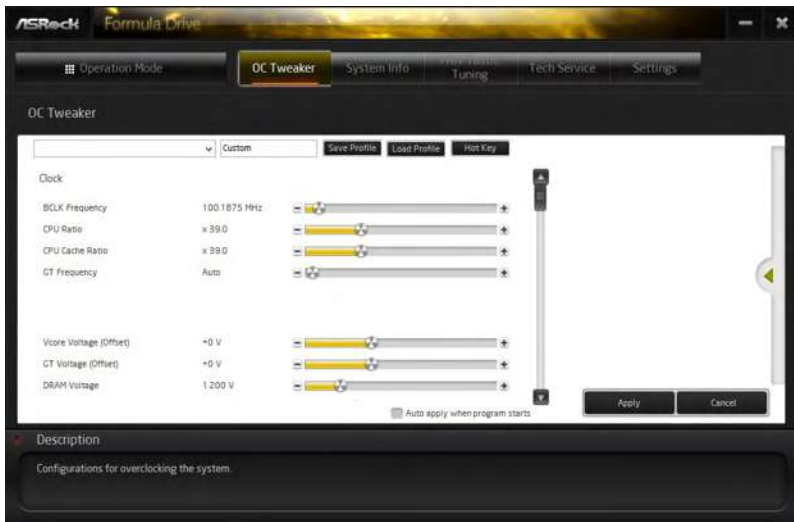 ASRock Formula Drive
Operation Mode
OC Tweaker
System Info
Tuning
Tech Service
Settings
OC Tweaker
Custom
Save Profile
Load Profile
Hot Key
Clock
BCLK Frequency 100.1875 MHz
CPU Ratio x 39.0
CPU Cache Ratio x 39.0
GT Frequency Auto
Vcore Voltage (Offset) +0 V
GT Voltage (Offset) +0 V
DRAM Voltage 1.200 V
Auto apply when program starts
Apply
Cancel
Description
Configurations for overclocking the system.